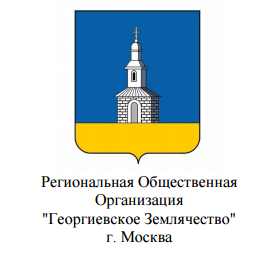 Региональная Общественная
Организация
"Георгиевское Землячество"
г. Москва